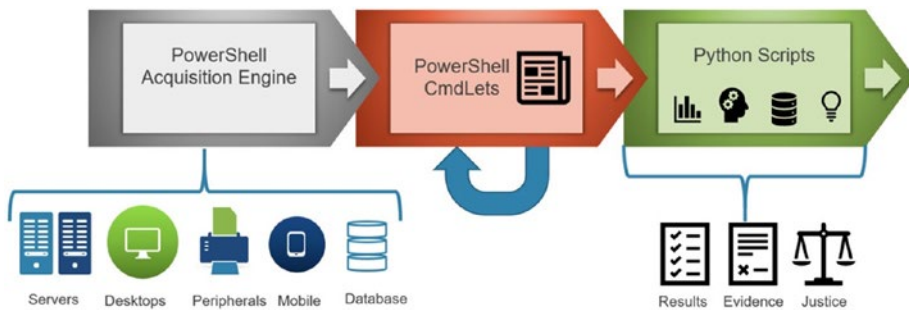 PowerShell
Acquisition Engine
PowerShell
CmdLets
Python Scripts
Servers
Desktops
Peripherals
Mobile
Database
Results
Evidence
Justice